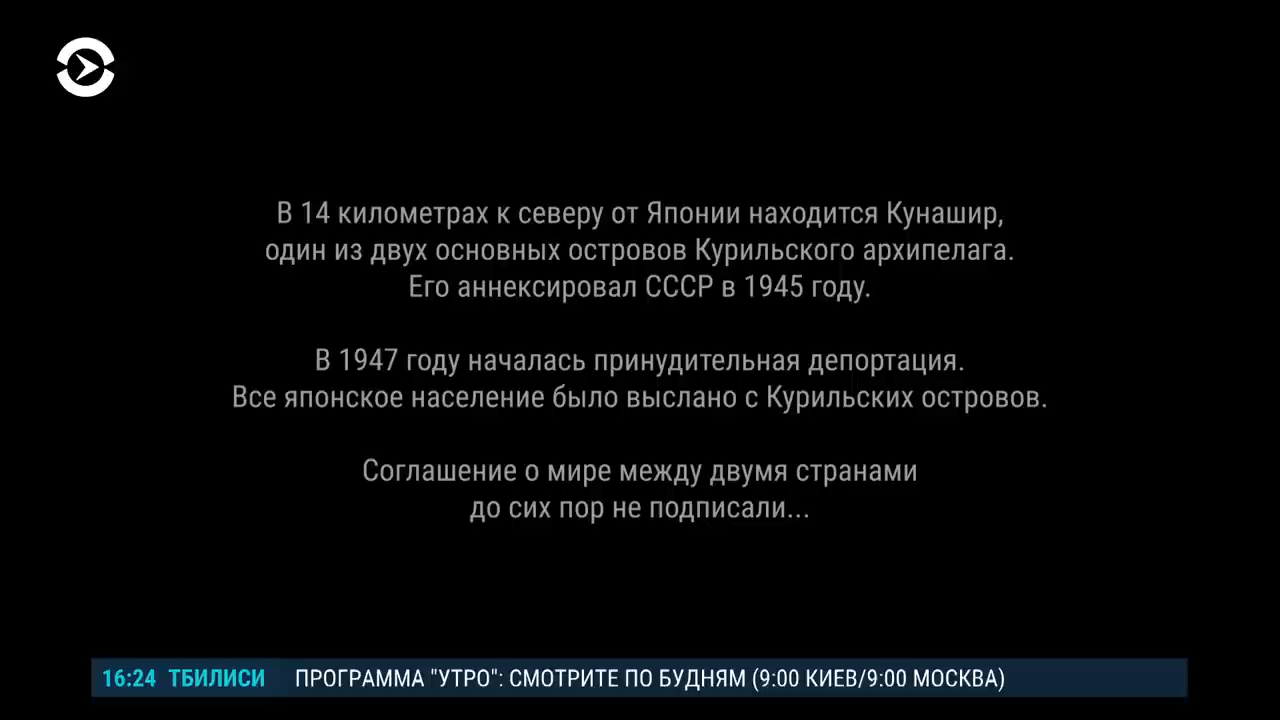 В 14 километрах к северу от Японии находится Кунашир,
один из двух основных островов Курильского архипелага.
Его аннексировал СССР в 1945 году.
В 1947 году началась принудительная депортация.
Все японское население было выслано с Курильских островов.
Соглашение о мире между двумя странами
до сих пор не подписали...
16:24 ТБИЛИСИ ПРОГРАММА "УТРО": СМОТРИТЕ ПО БУДНЯМ (9:00 КИЕВ/9:00 МОСКВА)